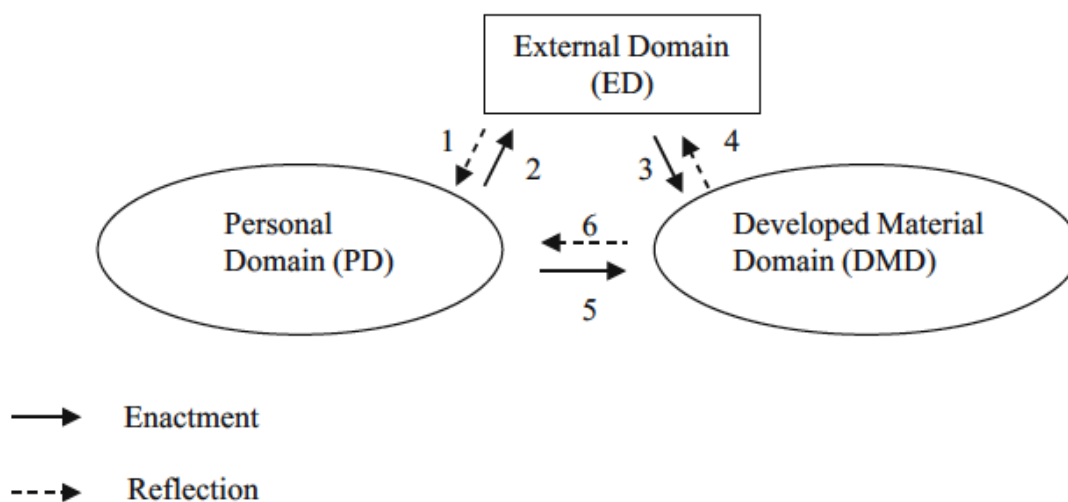 External Domain
(ED)
1
2
3
4
Personal
Domain (PD)
6
5
Developed Material
Domain (DMD)
Enactment
Reflection